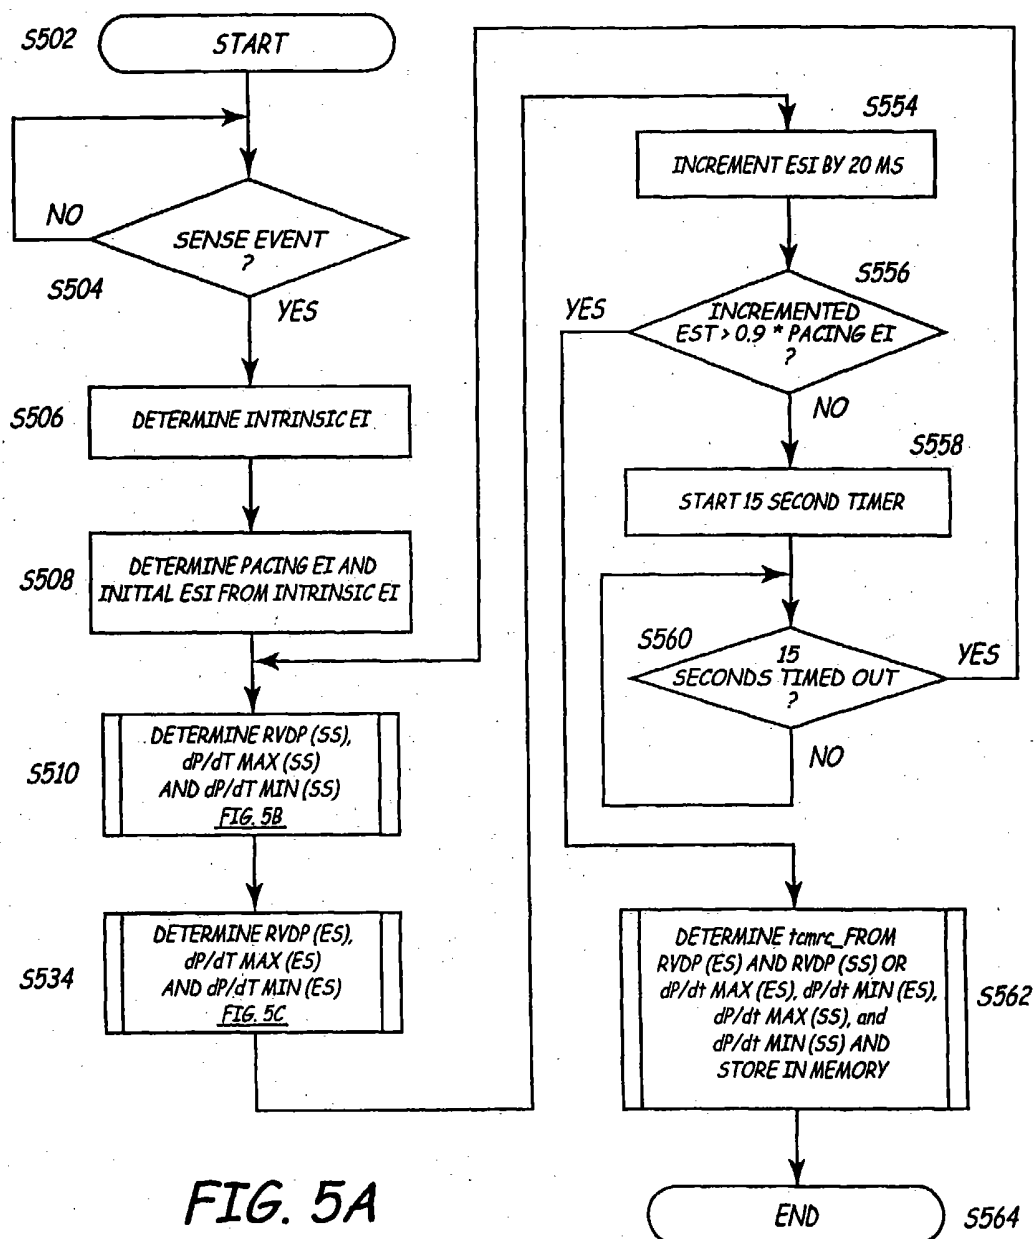 S502
START
NO
SENSE EVENT
?
S504
YES
S506
DETERMINE INTRINSIC EI
S508
DETERMINE PACING EI AND
INITIAL ESI FROM INTRINSIC EI
S510
DETERMINE RVDP (SS),
dP/dT MAX (SS)
AND dP/dT MIN (SS)
FIG. 5B
S534
DETERMINE RVDP (ES),
dP/dT MAX (ES)
AND dP/dT MIN (ES)
FIG. 5C
S554
INCREMENT ESI BY 20 MS
S556
YES
INCREMENTED
EST > 0.9 * PACING EI
?
NO
S558
START 15 SECOND TIMER
S560
15
SECONDS TIMED OUT
?
YES
NO
DETERMINE tcmrc_FROM
RVDP (ES) AND RVDP (SS) OR
dP/dt MAX (ES), dP/dt MIN (ES),
dP/dt MAX (SS), and
dP/dt MIN (SS) AND
STORE IN MEMORY
S562
END
S564
FIG. 5A